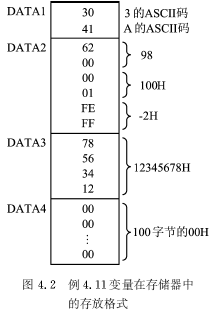 DATA1 30 3的ASCII码
41 A的ASCII码
DATA2 62
00 98
00
01 100H
FE
FF -2H
DATA3 78
56
34 12345678H
12
DATA4 00
00
⋮ 100字节的00H
00
图 4.2 例 4.11变量在存储器中
的存放格式